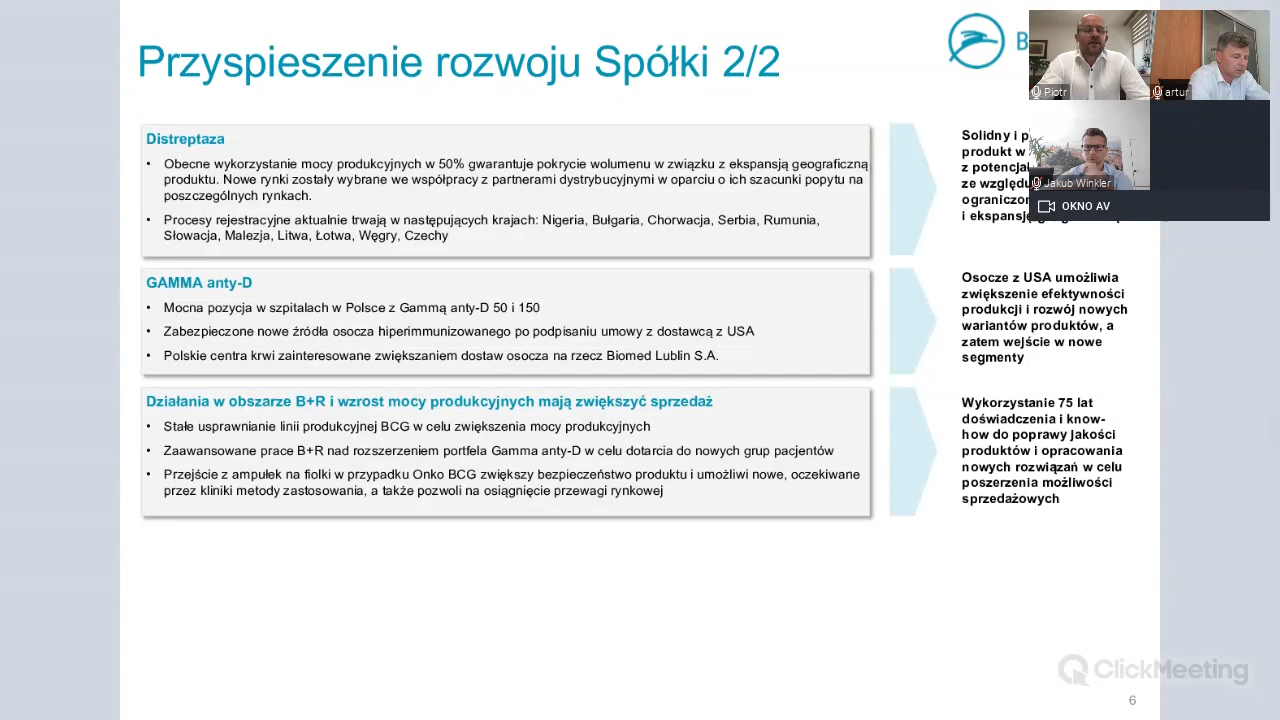 Przyspieszenie rozwoju Spółki 2/2
B
Piotr
artur
Jakub Winkler
OKNO AV
Distreptaza
• Obecne wykorzystanie mocy produkcyjnych w 50% gwarantuje pokrycie wolumenu w związku z ekspansją geograficzną
produktu. Nowe rynki zostały wybrane we współpracy z partnerami dystrybucyjnymi w oparciu o ich szacunki popytu na
poszczególnych rynkach.
• Procesy rejestracyjne aktualnie trwają w następujących krajach: Nigeria, Bułgaria, Chorwacja, Serbia, Rumunia,
Słowacja, Malezja, Litwa, Łotwa, Węgry, Czechy
Solidny i p
produkt w
z potencja
ze względu
ograniczon
i ekspansj
GAMMA anty-D
• Mocna pozycja w szpitalach w Polsce z Gammą anty-D 50 i 150
• Zabezpieczone nowe źródła osocza hiperimmunizowanego po podpisaniu umowy z dostawcą z USA
• Polskie centra krwi zainteresowane zwiększaniem dostaw osocza na rzecz Biomed Lublin S.A.
Osocze z USA umożliwia
zwiększenie efektywności
produkcji i rozwój nowych
wariantów produktów, a
zatem wejście w nowe
segmenty
Działania w obszarze B+R i wzrost mocy produkcyjnych mają zwiększyć sprzedaż
• Stałe usprawnianie linii produkcyjnej BCG w celu zwiększenia mocy produkcyjnych
• Zaawansowane prace B+R nad rozszerzeniem portfela Gamma anty-D w celu dotarcia do nowych grup pacjentów
• Przejście z ampułek na fiolki w przypadku Onko BCG zwiększy bezpieczeństwo produktu i umożliwi nowe, oczekiwane
przez kliniki metody zastosowania, a także pozwoli na osiągnięcie przewagi rynkowej
Wykorzystanie 75 lat
doświadczenia i know-
how do poprawy jakości
produktów i opracowania
nowych rozwiązań w celu
poszerzenia możliwości
sprzedażowych
ClickMeeting
6